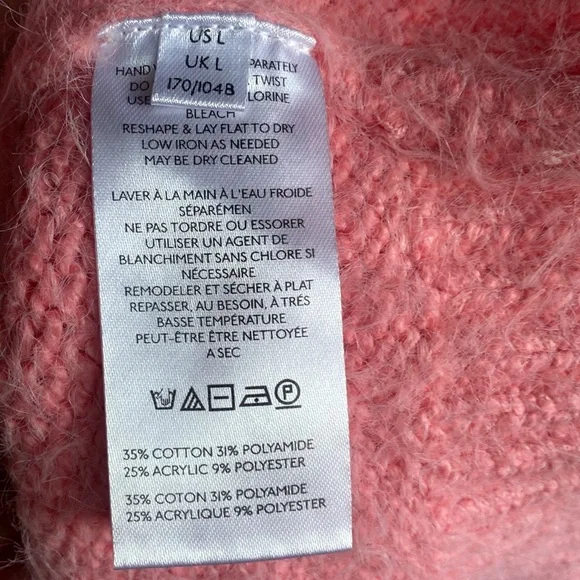 US L
UK L
170/104B
HAND
DO TWIST
USE
BLEACH
RESHAPE & LAY FLAT TO DRY
LOW IRON AS NEEDED
MAY BE DRY CLEANED
LAVER À LA MAIN À L'EAU FROIDE
SÉPARÉMEN
NE PAS TORDRE OU ESSORER
UTILISER UN AGENT DE
BLANCHIMENT SANS CHLORE SI
NÉCESSAIRE
REMODELER ET SÉCHER À PLAT
REPASSER, AU BESOIN, À TRÉS
BASSE TEMPÉRATURE
PEUT-ÊTRE ÊTRE NETTOYÉE
A SEC
P
35% COTTON 31% POLYAMIDE
25% ACRYLIC 9% POLYESTER
35% COTON 31% POLYAMIDE
25% ACRYLIQUE 9% POLYESTER